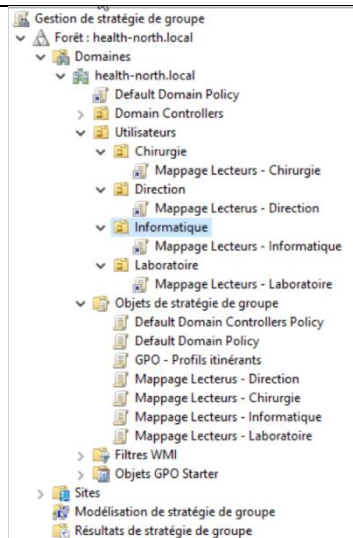 Gestion de stratégie de groupe
Forêt : health-north.local
Domaines
health-north.local
Default Domain Policy
Domain Controllers
Utilisateurs
Chirurgie
Mappage Lecteurs - Chirurgie
Direction
Mappage Lecterus - Direction
Informatique
Mappage Lecteurs - Informatique
Laboratoire
Mappage Lecteurs - Laboratoire
Objets de stratégie de groupe
Default Domain Controllers Policy
Default Domain Policy
GPO - Profils itinérants
Mappage Lecterus - Direction
Mappage Lecteurs - Chirurgie
Mappage Lecteurs - Informatique
Mappage Lecteurs - Laboratoire
Filtres WMI
Objets GPO Starter
Sites
Modélisation de stratégie de groupe
Résultats de stratégie de groupe